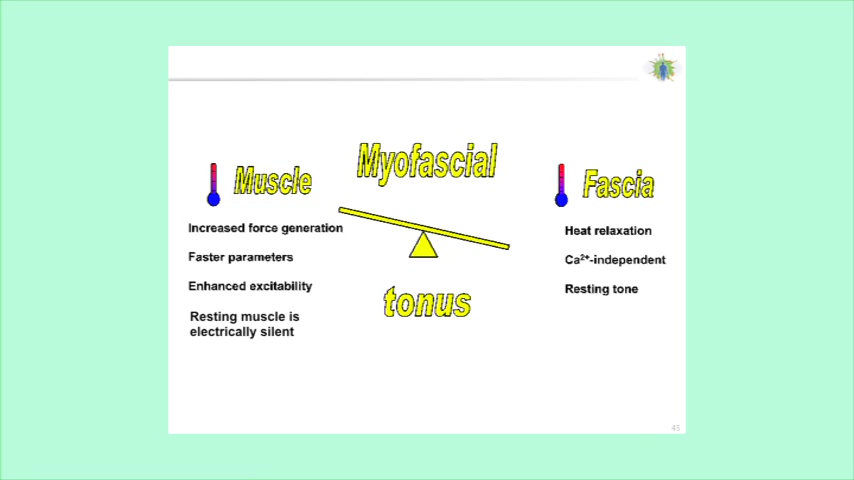 Myofascial
Muscle
Fascia
Increased force generation
Faster parameters
Enhanced excitability
Resting muscle is
electrically silent
Heat relaxation
Ca²⁺-independent
Resting tone
tonus
45